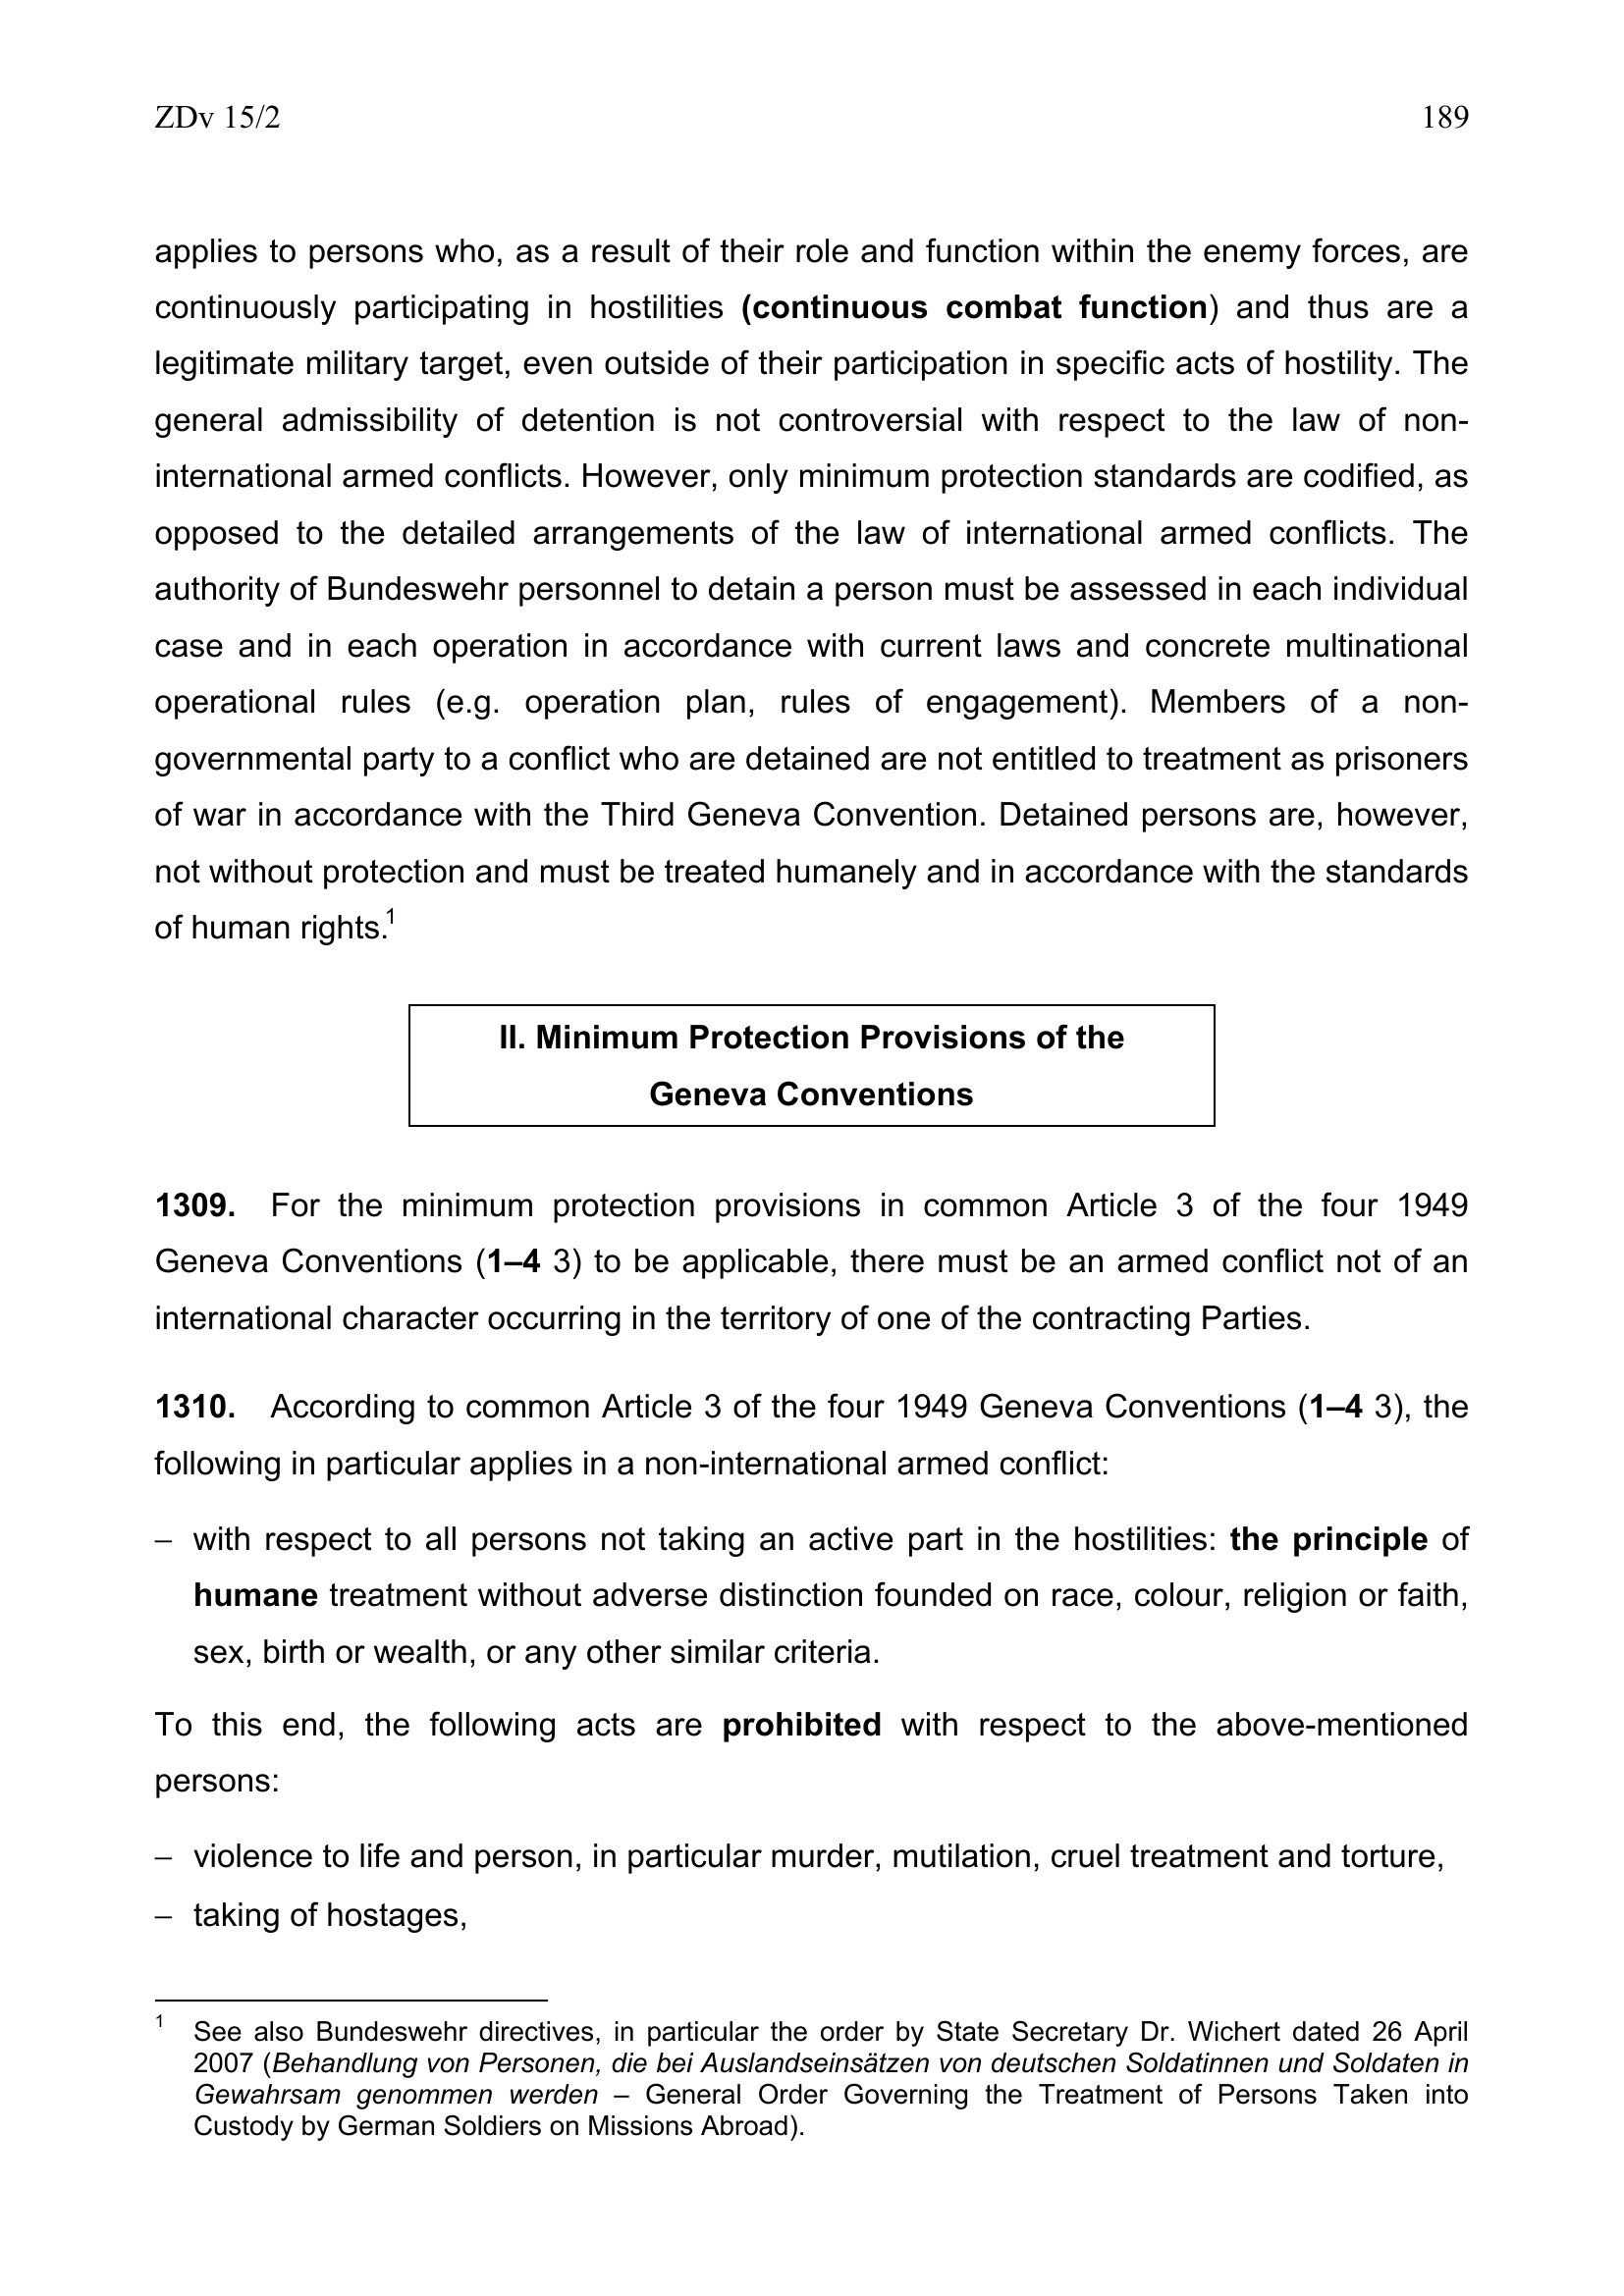 ZDv 15/2 189
applies to persons who, as a result of their role and function within the enemy forces, are
continuously participating in hostilities (continuous combat function) and thus are a
legitimate military target, even outside of their participation in specific acts of hostility. The
general admissibility of detention is not controversial with respect to the law of non-
international armed conflicts. However, only minimum protection standards are codified, as
opposed to the detailed arrangements of the law of international armed conflicts. The
authority of Bundeswehr personnel to detain a person must be assessed in each individual
case and in each operation in accordance with current laws and concrete multinational
operational rules (e.g. operation plan, rules of engagement). Members of a non-
governmental party to a conflict who are detained are not entitled to treatment as prisoners
of war in accordance with the Third Geneva Convention. Detained persons are, however,
not without protection and must be treated humanely and in accordance with the standards
of human rights.1
II. Minimum Protection Provisions of the
Geneva Conventions
1309. For the minimum protection provisions in common Article 3 of the four 1949
Geneva Conventions (1–4 3) to be applicable, there must be an armed conflict not of an
international character occurring in the territory of one of the contracting Parties.
1310. According to common Article 3 of the four 1949 Geneva Conventions (1–4 3), the
following in particular applies in a non-international armed conflict:
– with respect to all persons not taking an active part in the hostilities: the principle of
humane treatment without adverse distinction founded on race, colour, religion or faith,
sex, birth or wealth, or any other similar criteria.
To this end, the following acts are prohibited with respect to the above-mentioned
persons:
– violence to life and person, in particular murder, mutilation, cruel treatment and torture,
– taking of hostages,
1 See also Bundeswehr directives, in particular the order by State Secretary Dr. Wichert dated 26 April
2007 (Behandlung von Personen, die bei Auslandseinsätzen von deutschen Soldatinnen und Soldaten in
Gewahrsam genommen werden – General Order Governing the Treatment of Persons Taken into
Custody by German Soldiers on Missions Abroad).